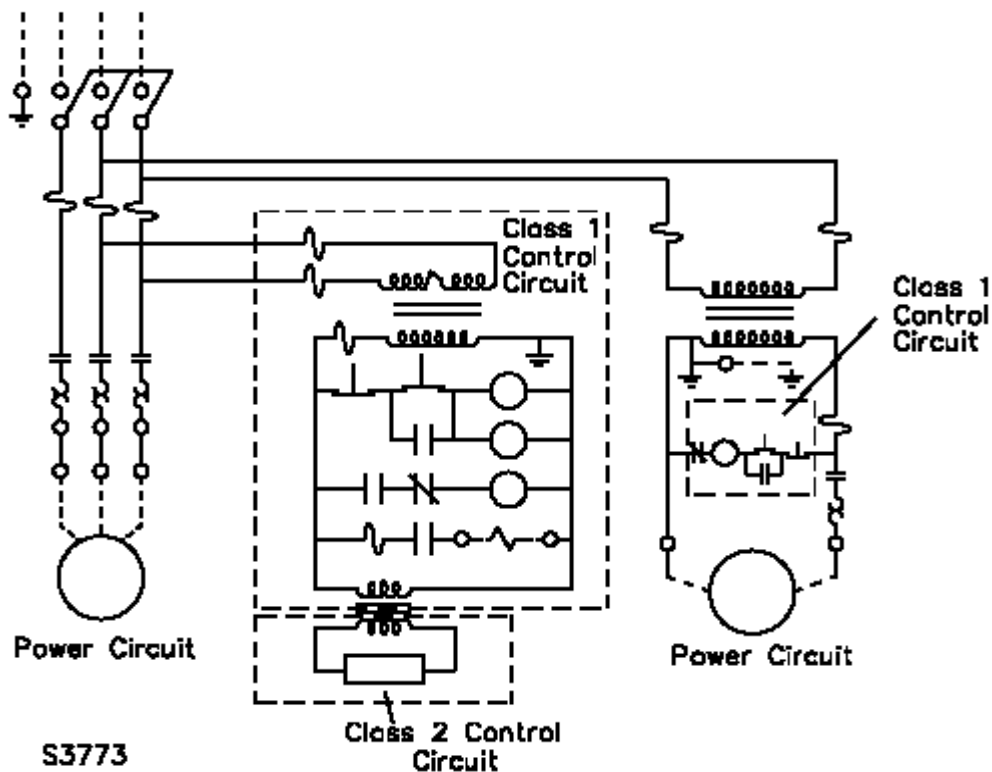 Class 1
Control
Circuit
Class 1
Control
Circuit
Power Circuit
Power Circuit
Class 2 Control
Circuit
S3773